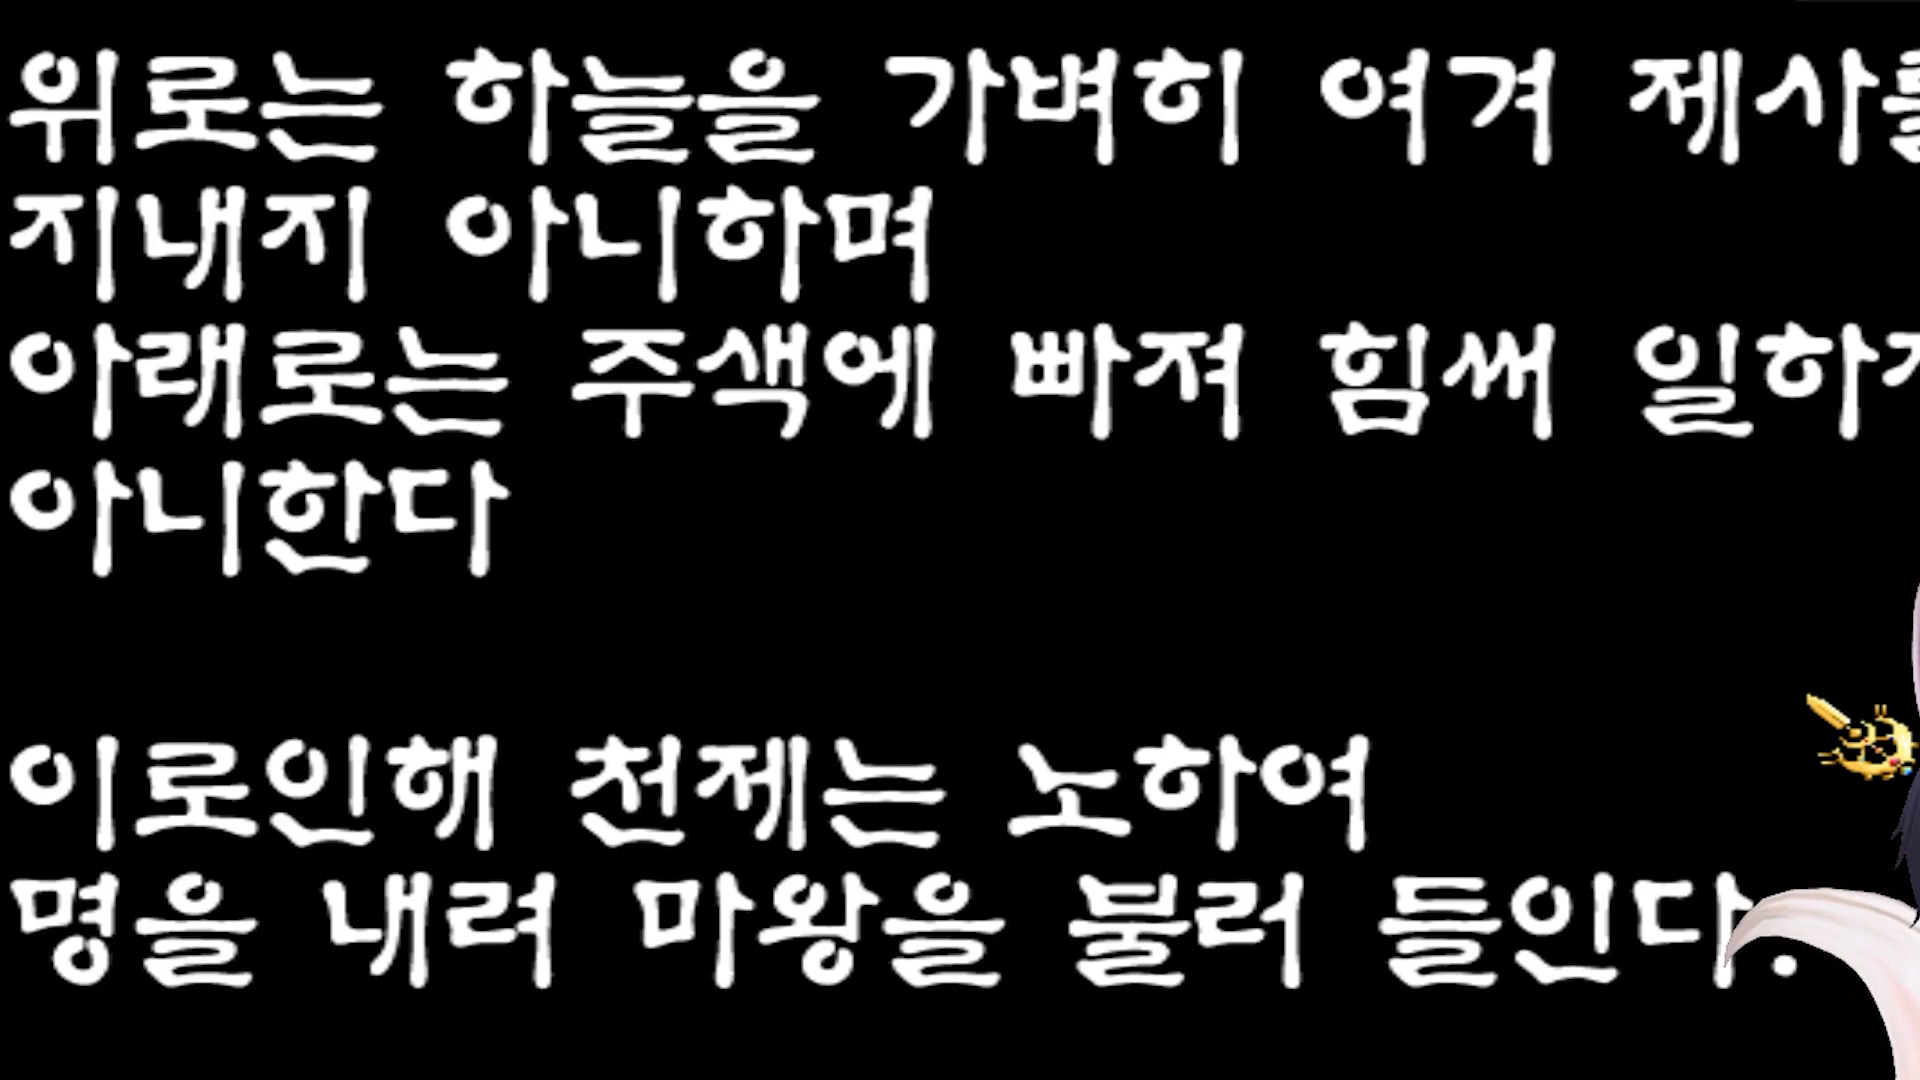 위로는 하늘을 가벼히 여겨 제사를
지내지 아니하며
아래로는 주색에 빠져 힘써 일하지
아니한다
이로인해 천제는 노하여
명을 내려 마왕을 불러 들인다.